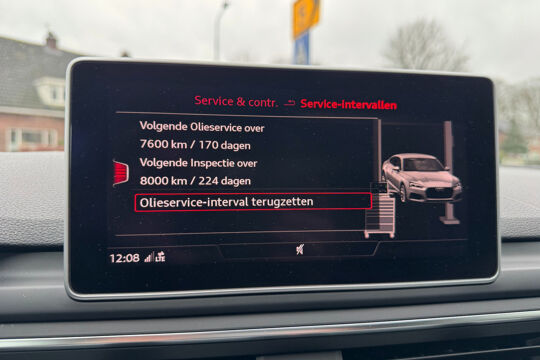 Service & contr. Service-intervallen
Volgende Olieservice over
7600 km / 170 dagen
Volgende Inspectie over
8000 km / 224 dagen
Olieservice-interval terugzetten
12:08 LTE